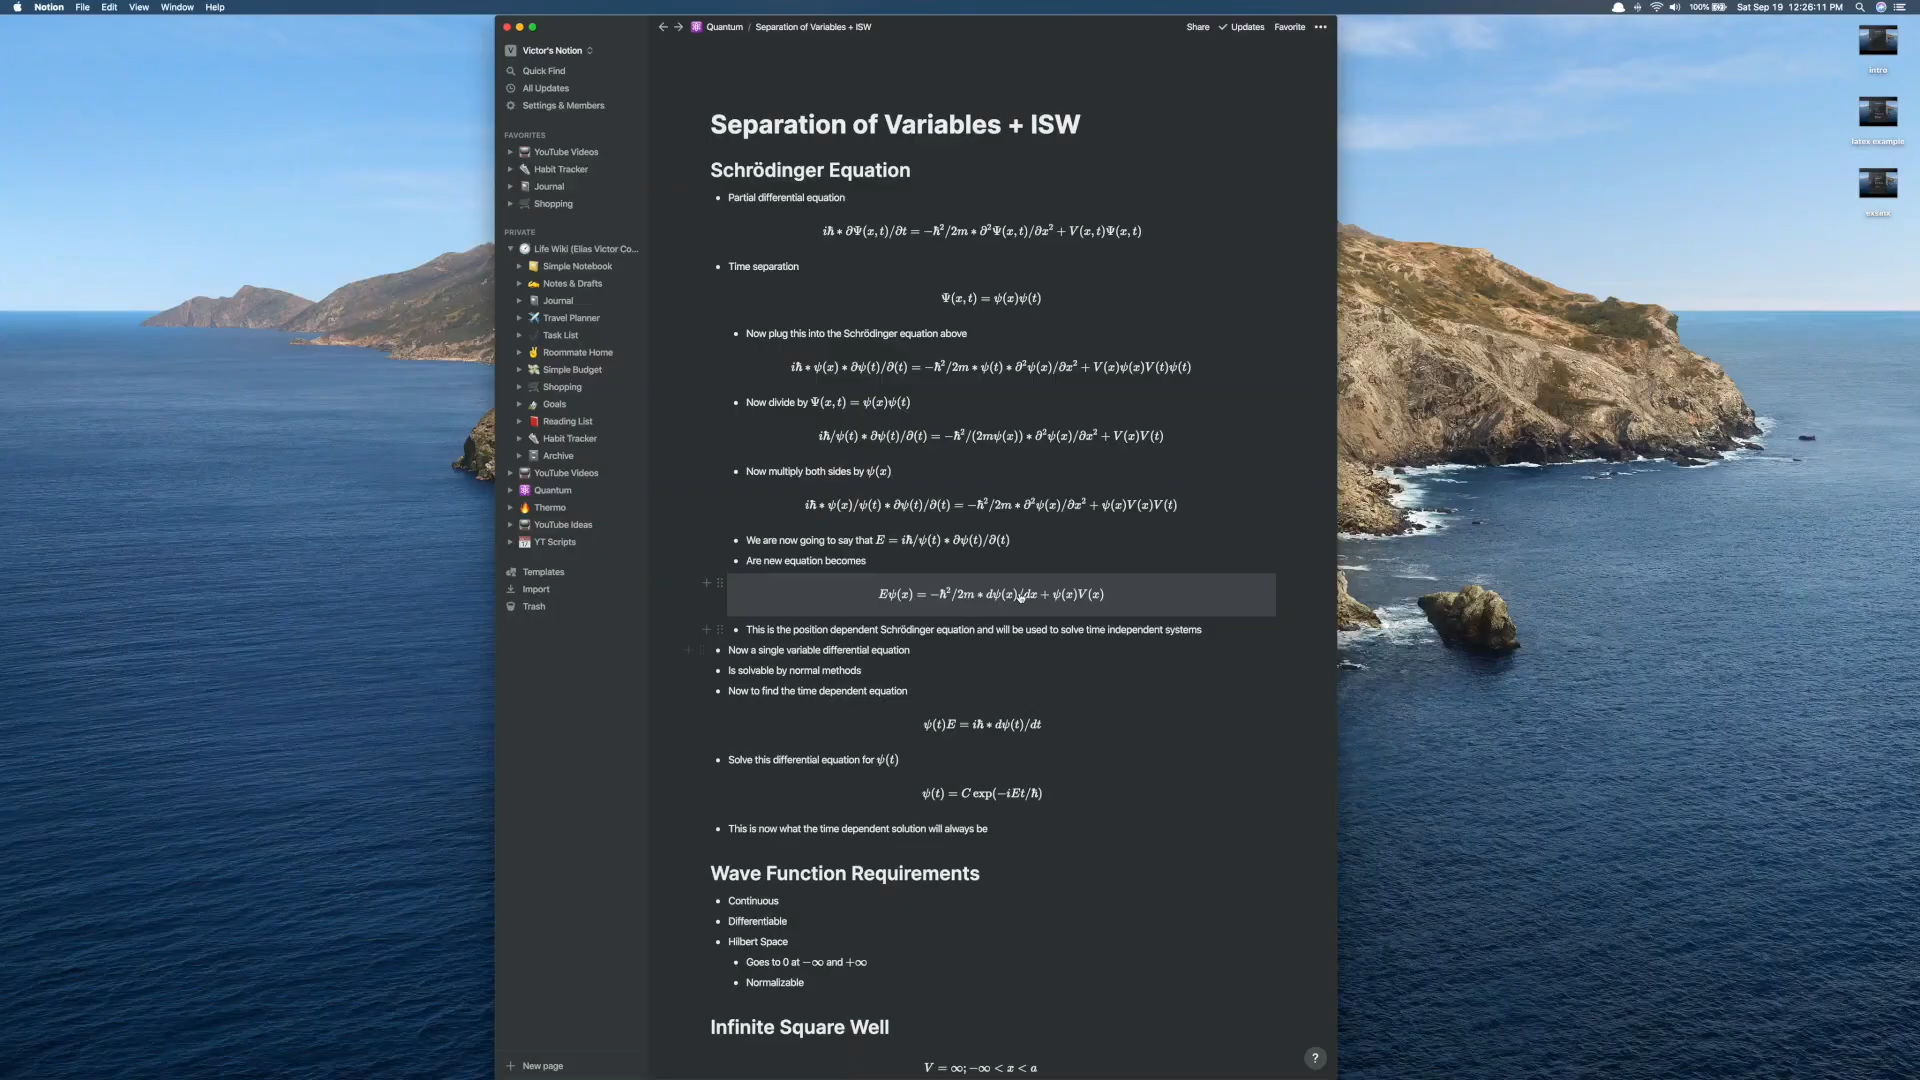 Notion File Edit View Window Help
100% Sat Sep 19 12:26:11 PM
Quantum / Separation of Variables + ISW
Share Updates Favorite •••
V Victor's Notion
Quick Find
All Updates
Settings & Members
FAVORITES
YouTube Videos
Habit Tracker
Journal
Shopping
PRIVATE
Life Wiki (Elias Victor Co...
Simple Notebook
Notes & Drafts
Journal
Travel Planner
Task List
Roommate Home
Simple Budget
Shopping
Goals
Reading List
Habit Tracker
Archive
YouTube Videos
Quantum
Thermo
YouTube Ideas
YT Scripts
Templates
Import
Trash
New page
Separation of Variables + ISW
Schrödinger Equation
• Partial differential equation
iħ ∗ ∂Ψ(x, t)/∂t = −ħ²/2m ∗ ∂²Ψ(x, t)/∂x² + V(x, t)Ψ(x, t)
• Time separation
Ψ(x, t) = ψ(x)ψ(t)
• Now plug this into the Schrödinger equation above
iħ ∗ ψ(x) ∗ ∂ψ(t)/∂(t) = −ħ²/2m ∗ ψ(t) ∗ ∂²ψ(x)/∂x² + V(x)ψ(x)V(t)ψ(t)
• Now divide by Ψ(x, t) = ψ(x)ψ(t)
iħ/ψ(t) ∗ ∂ψ(t)/∂(t) = −ħ²/(2mψ(x)) ∗ ∂²ψ(x)/∂x² + V(x)V(t)
• Now multiply both sides by ψ(x)
iħ ∗ ψ(x)/ψ(t) ∗ ∂ψ(t)/∂(t) = −ħ²/2m ∗ ∂²ψ(x)/∂x² + ψ(x)V(x)V(t)
• We are now going to say that E = iħ/ψ(t) ∗ ∂ψ(t)/∂(t)
• Are new equation becomes
Eψ(x) = −ħ²/2m ∗ dψ(x)/dx + ψ(x)V(x)
• This is the position dependent Schrödinger equation and will be used to solve time independent systems
• Now a single variable differential equation
• Is solvable by normal methods
• Now to find the time dependent equation
ψ(t)E = iħ ∗ dψ(t)/dt
• Solve this differential equation for ψ(t)
ψ(t) = C exp(−iEt/ħ)
• This is now what the time dependent solution will always be
Wave Function Requirements
• Continuous
• Differentiable
• Hilbert Space
• Goes to 0 at −∞ and +∞
• Normalizable
Infinite Square Well
V = ∞; −∞ < x < a
?
intro
latex example